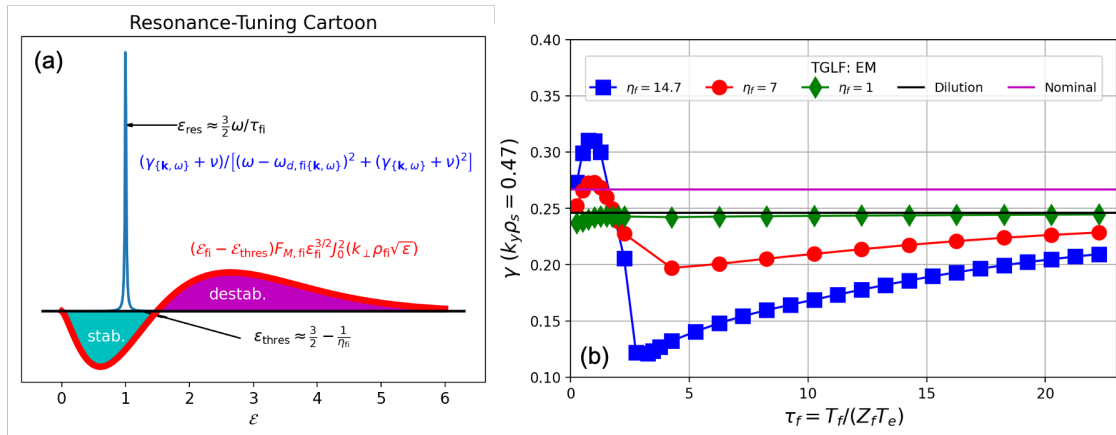 Resonance-Tuning Cartoon
(a)
ε_res ≈ 3/2 ω/τ_fi
(γ_{k,ω} + ν)/[(ω − ω_{d,fi{k,ω}})² + (γ_{k,ω} + ν)²]
(Ɛ_fi − Ɛ_thres)F_{M,fi}ε_fi^{3/2}J_0²(k_⊥ρ_fi√ε)
destab.
stab.
ε_thres ≈ 3/2 − 1/η_fi
0 1 2 3 4 5 6
Ɛ
0.40
0.35
0.30
0.25
0.20
0.15
0.10
γ (k_yρ_s = 0.47)
TGLF: EM
η_f = 14.7 η_f = 7 η_f = 1 Dilution Nominal
(b)
0 5 10 15 20
τ_f = T_f/(Z_fT_e)